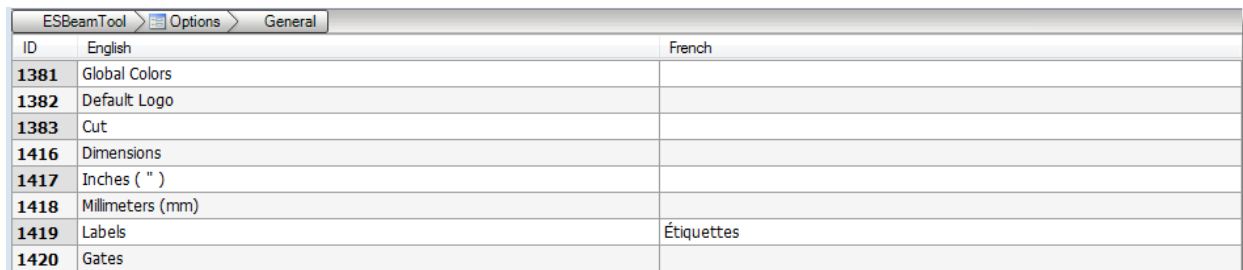 ESBeamTool Options General
ID English French
1381 Global Colors
1382 Default Logo
1383 Cut
1416 Dimensions
1417 Inches ( " )
1418 Millimeters (mm)
1419 Labels Étiquettes
1420 Gates